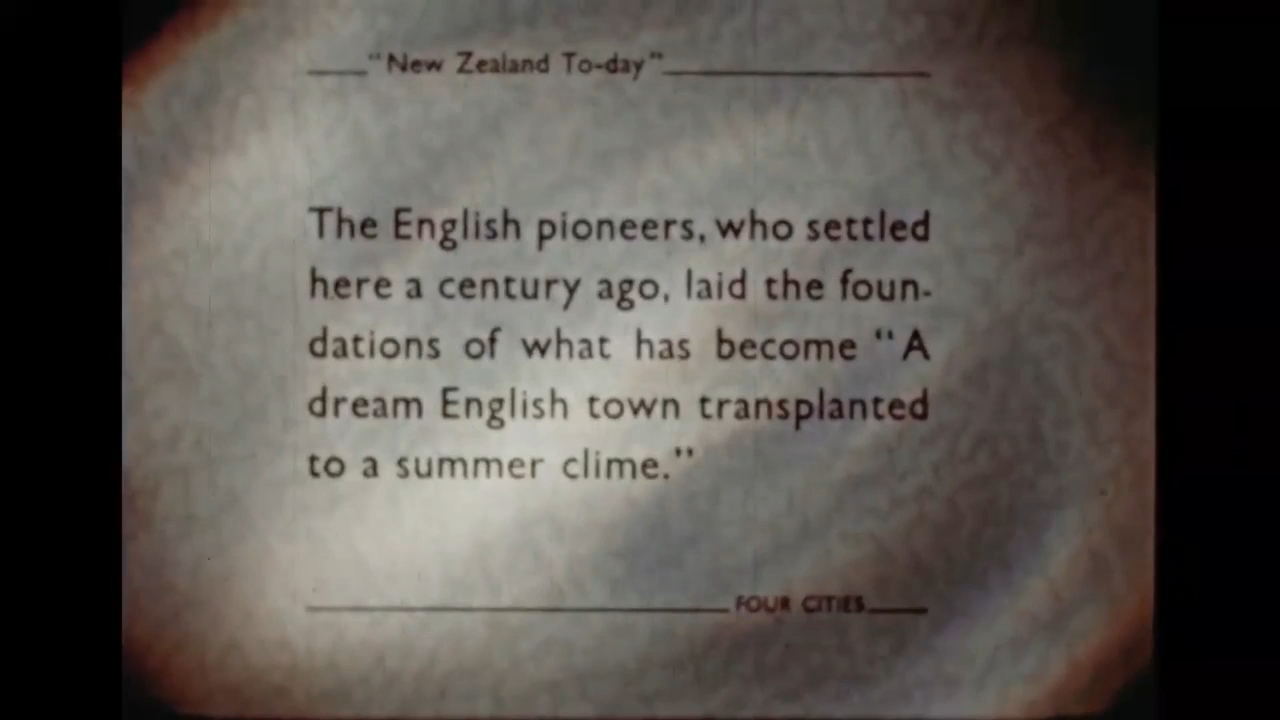 "New Zealand To-day"
The English pioneers, who settled
here a century ago, laid the foun-
dations of what has become "A
dream English town transplanted
to a summer clime."
FOUR CITIES